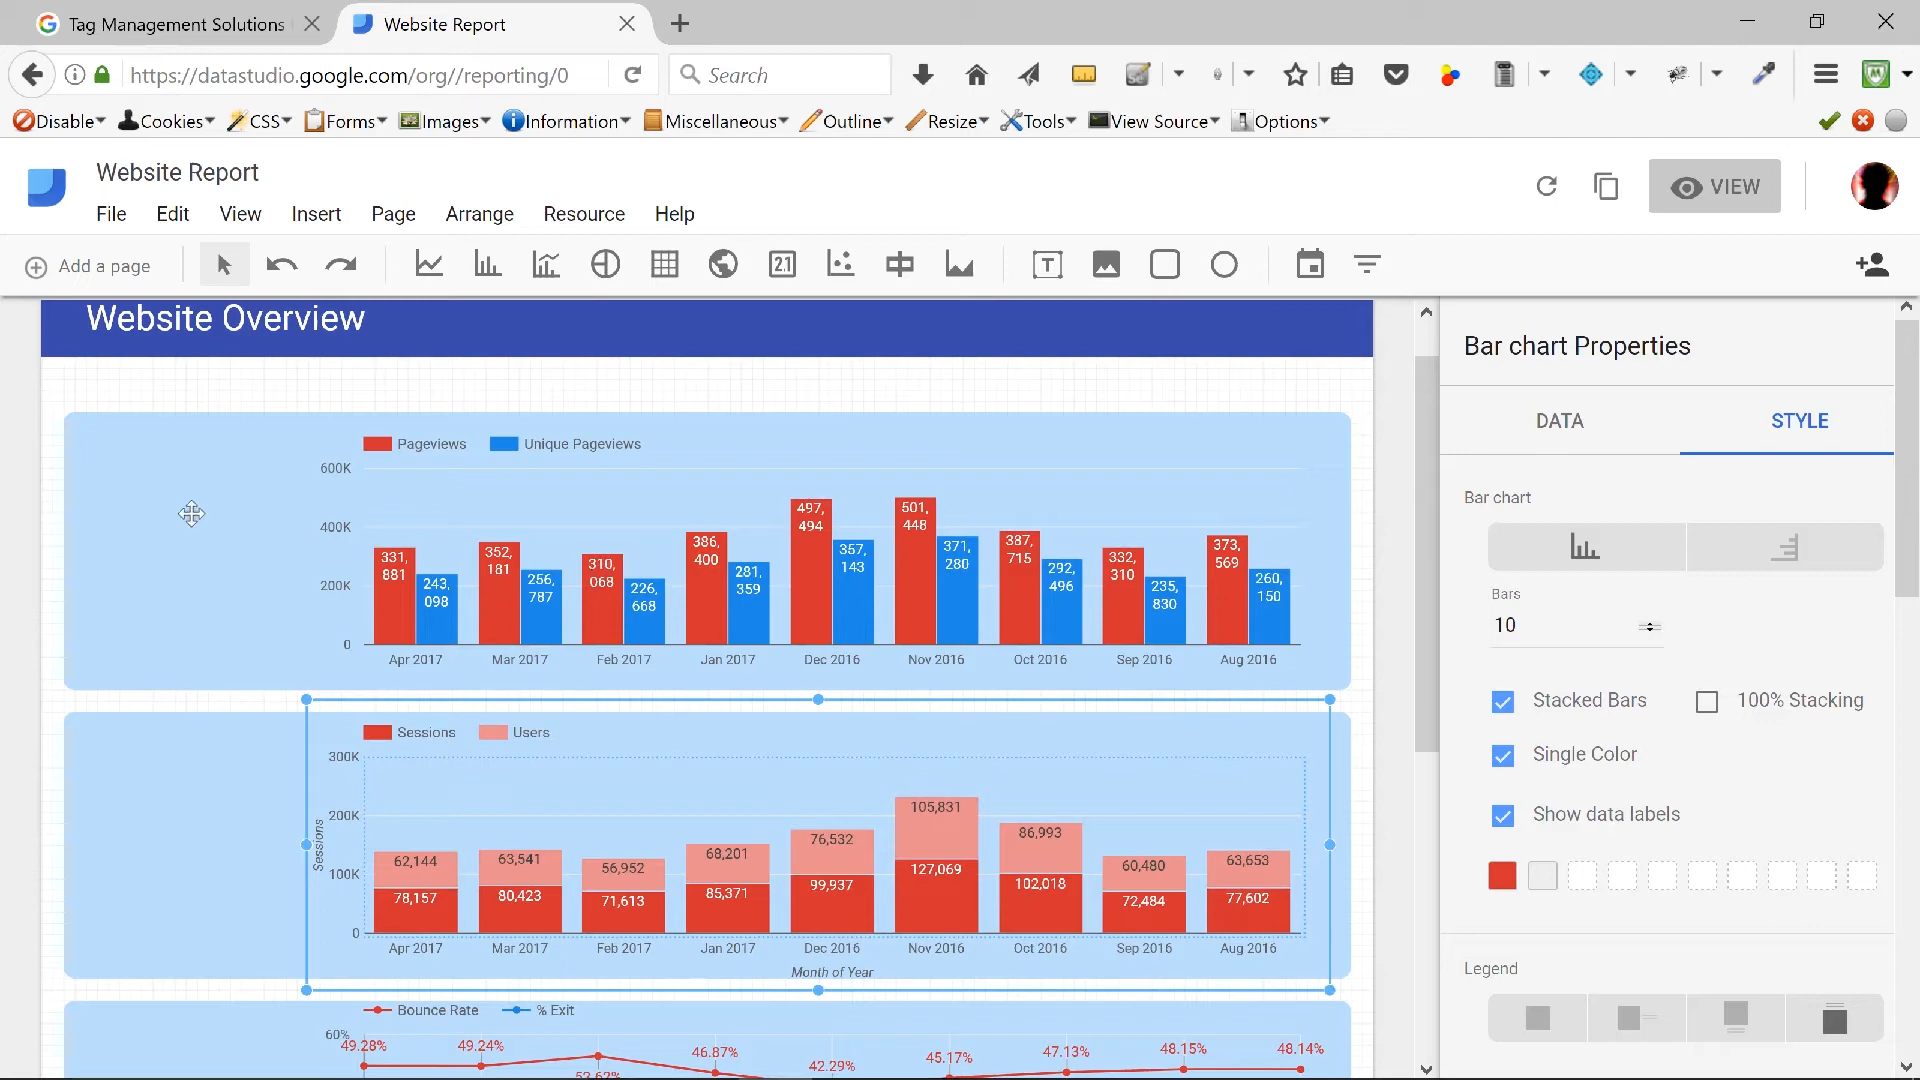 Tag Management Solutions
Website Report
https://datastudio.google.com/org//reporting/0
Search
Disable
Cookies
CSS
Forms
Images
Information
Miscellaneous
Outline
Resize
Tools
View Source
Options
Website Report
VIEW
File Edit View Insert Page Arrange Resource Help
Add a page
21
T
Website Overview
Pageviews Unique Pageviews
600K
400K
200K
0
331,
881
243,
098
352,
181
256,
787
310,
068
226,
668
386,
400
281,
359
497,
494
357,
143
501,
448
371,
280
387,
715
292,
496
332,
310
235,
830
373,
569
260,
150
Apr 2017 Mar 2017 Feb 2017 Jan 2017 Dec 2016 Nov 2016 Oct 2016 Sep 2016 Aug 2016
Sessions Users
300K
200K
100K
0
Sessions
62,144 63,541 56,952 68,201 76,532 105,831 86,993 60,480 63,653
78,157 80,423 71,613 85,371 99,937 127,069 102,018 72,484 77,602
Apr 2017 Mar 2017 Feb 2017 Jan 2017 Dec 2016 Nov 2016 Oct 2016 Sep 2016 Aug 2016
Month of Year
Bounce Rate % Exit
60%
49.28% 49.24% 46.87% 42.29% 45.17% 47.13% 48.15% 48.14%
Bar chart Properties
DATA STYLE
Bar chart
Bars
10
Stacked Bars 100% Stacking
Single Color
Show data labels
Legend